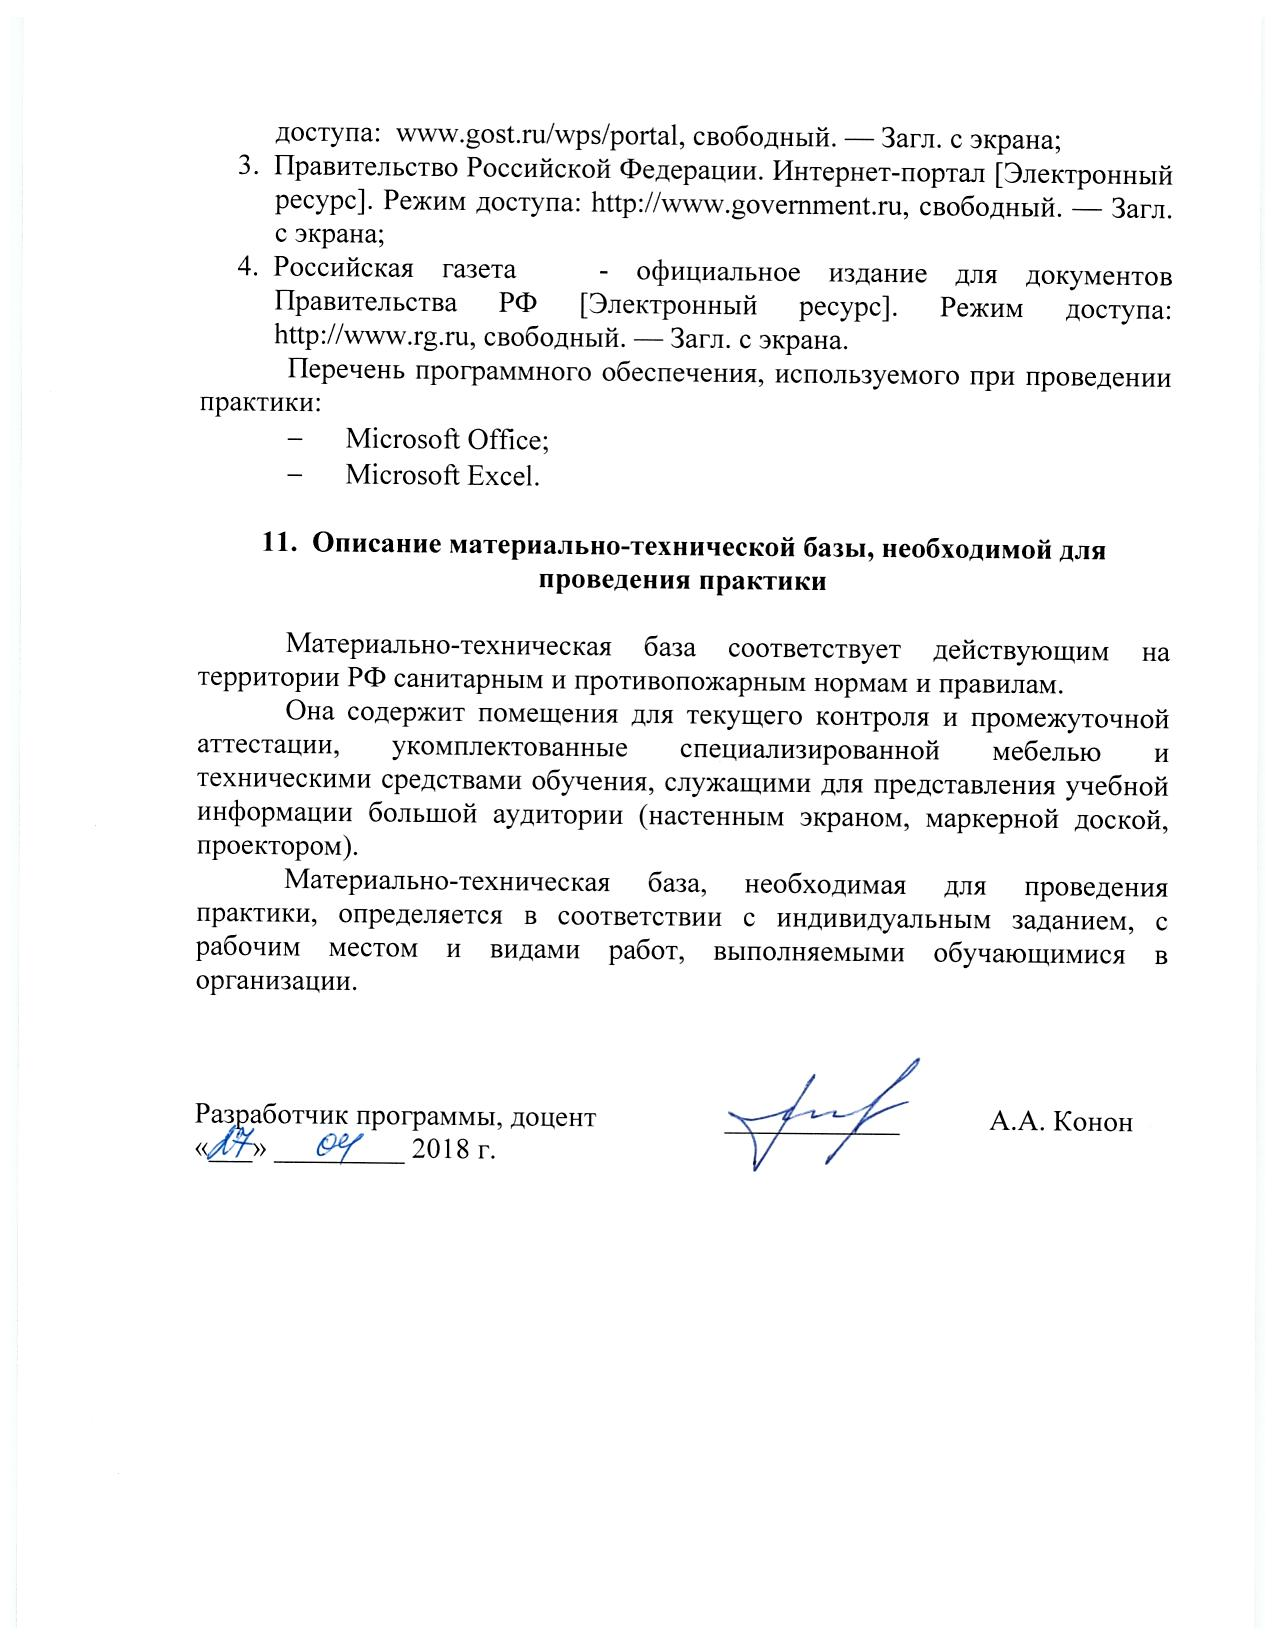 доступа: www.gost.ru/wps/portal, свободный. — Загл. с экрана;
3. Правительство Российской Федерации. Интернет-портал [Электронный
ресурс]. Режим доступа: http://www.government.ru, свободный. — Загл.
с экрана;
4. Российская газета - официальное издание для документов
Правительства РФ [Электронный ресурс]. Режим доступа:
http://www.rg.ru, свободный. — Загл. с экрана.
Перечень программного обеспечения, используемого при проведении
практики:
– Microsoft Office;
– Microsoft Excel.
11. Описание материально-технической базы, необходимой для
проведения практики
Материально-техническая база соответствует действующим на
территории РФ санитарным и противопожарным нормам и правилам.
Она содержит помещения для текущего контроля и промежуточной
аттестации, укомплектованные специализированной мебелью и
техническими средствами обучения, служащими для представления учебной
информации большой аудитории (настенным экраном, маркерной доской,
проектором).
Материально-техническая база, необходимая для проведения
практики, определяется в соответствии с индивидуальным заданием, с
рабочим местом и видами работ, выполняемыми обучающимися в
организации.
Разработчик программы, доцент А.А. Конон
«27» 04 2018 г.